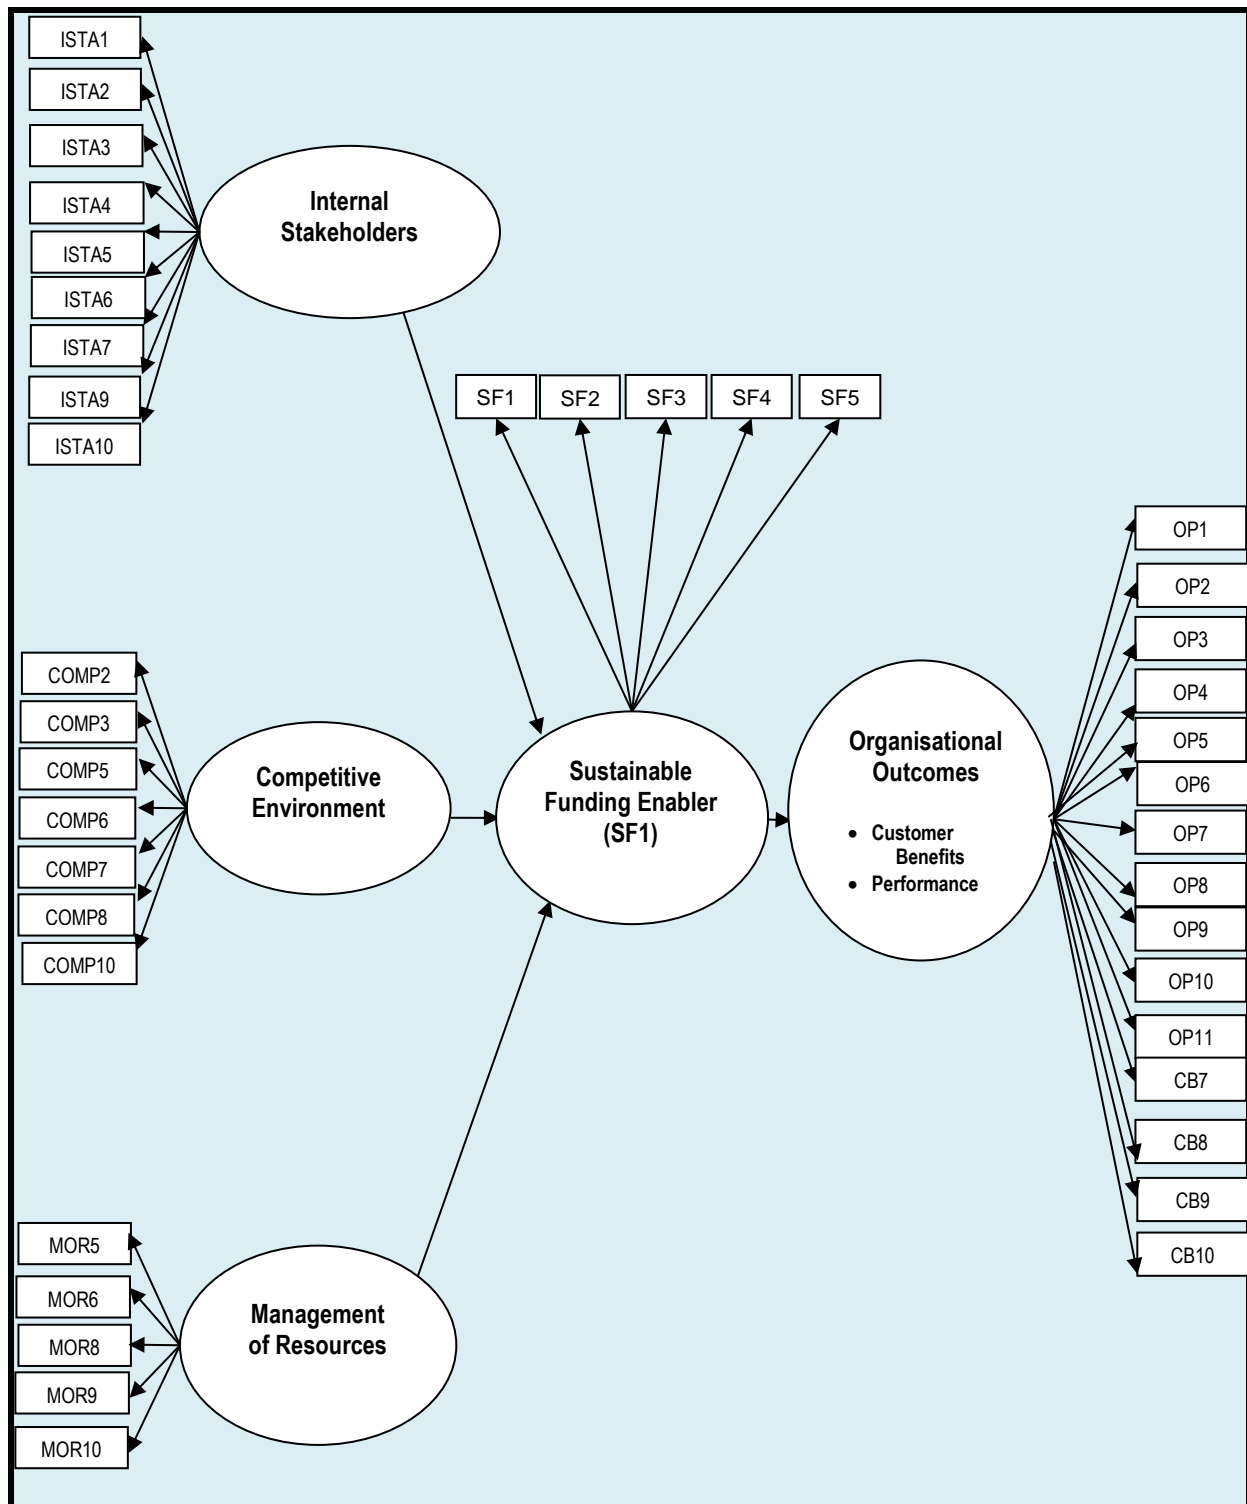 ISTA1
ISTA2
ISTA3
ISTA4
ISTA5
ISTA6
ISTA7
ISTA9
ISTA10
Internal
Stakeholders
SF1
SF2
SF3
SF4
SF5
COMP2
COMP3
COMP5
COMP6
COMP7
COMP8
COMP10
Competitive
Environment
Sustainable
Funding Enabler
(SF1)
Organisational
Outcomes
• Customer
Benefits
• Performance
OP1
OP2
OP3
OP4
OP5
OP6
OP7
OP8
OP9
OP10
OP11
CB7
CB8
CB9
CB10
MOR5
MOR6
MOR8
MOR9
MOR10
Management
of Resources